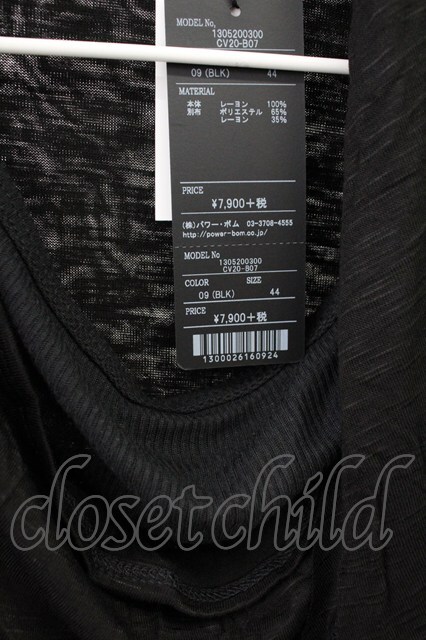 MODEL No,
1305200300
CV20-B07
09 (BLK) 44
MATERIAL
本体 レーヨン 100%
別布 ポリエステル 65%
レーヨン 35%
PRICE
¥7,900+税
(株)パワー・ボム 03-3708-4555
http://power-bom.co.jp/
MODEL No
1305200300
CV20-B07
COLOR SIZE
09 (BLK) 44
PRICE
¥7,900+税
1300026160924
closetchild